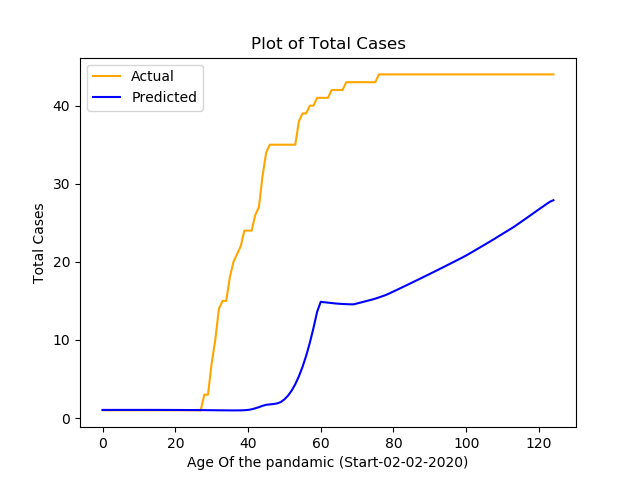 Plot of Total Cases
Actual
Predicted
Total Cases
40
30
20
10
0
0 20 40 60 80 100 120
Age Of the pandamic (Start-02-02-2020)